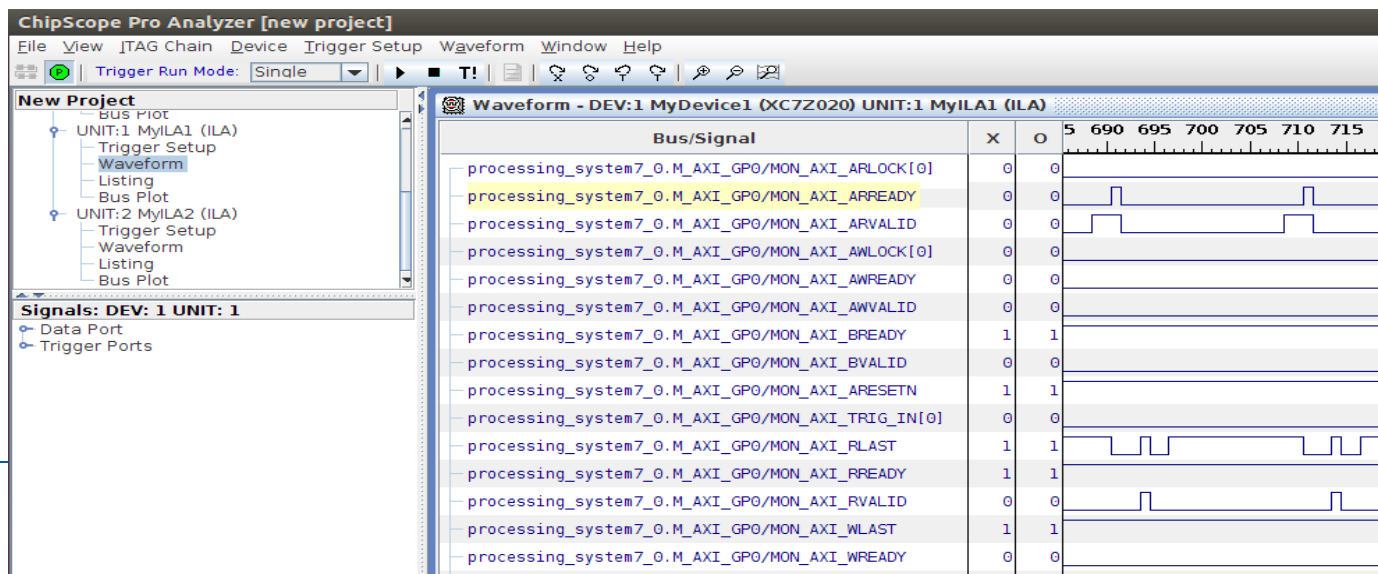 ChipScope Pro Analyzer [new project]
File View JTAG Chain Device Trigger Setup Waveform Window Help
Trigger Run Mode: Single T!
New Project
Bus Plot
UNIT:1 MyILA1 (ILA)
Trigger Setup
Waveform
Listing
Bus Plot
UNIT:2 MyILA2 (ILA)
Trigger Setup
Waveform
Listing
Bus Plot
Signals: DEV: 1 UNIT: 1
Data Port
Trigger Ports
Waveform - DEV:1 MyDevice1 (XC7Z020) UNIT:1 MyILA1 (ILA)
Bus/Signal X O 5 690 695 700 705 710 715
processing_system7_0.M_AXI_GP0/MON_AXI_ARLOCK[0] 0 0
processing_system7_0.M_AXI_GP0/MON_AXI_ARREADY 0 0
processing_system7_0.M_AXI_GP0/MON_AXI_ARVALID 0 0
processing_system7_0.M_AXI_GP0/MON_AXI_AWLOCK[0] 0 0
processing_system7_0.M_AXI_GP0/MON_AXI_AWREADY 0 0
processing_system7_0.M_AXI_GP0/MON_AXI_AWVALID 0 0
processing_system7_0.M_AXI_GP0/MON_AXI_BREADY 1 1
processing_system7_0.M_AXI_GP0/MON_AXI_BVALID 0 0
processing_system7_0.M_AXI_GP0/MON_AXI_ARESETN 1 1
processing_system7_0.M_AXI_GP0/MON_AXI_TRIG_IN[0] 0 0
processing_system7_0.M_AXI_GP0/MON_AXI_RLAST 1 1
processing_system7_0.M_AXI_GP0/MON_AXI_RREADY 1 1
processing_system7_0.M_AXI_GP0/MON_AXI_RVALID 0 0
processing_system7_0.M_AXI_GP0/MON_AXI_WLAST 1 1
processing_system7_0.M_AXI_GP0/MON_AXI_WREADY 0 0